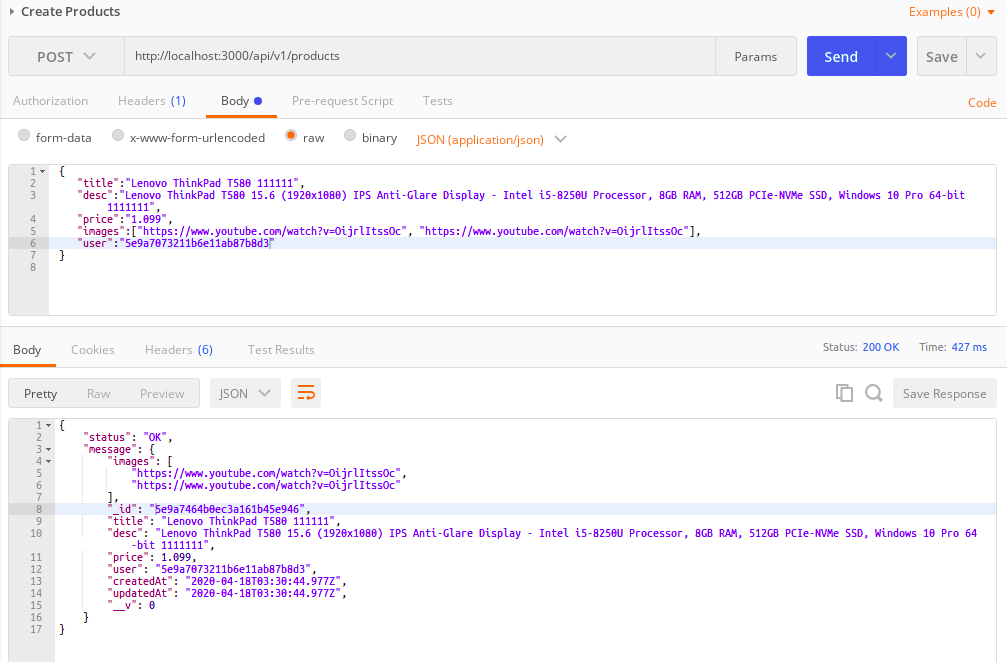 Create Products
Examples (0)
POST
http://localhost:3000/api/v1/products
Params
Send
Save
Authorization
Headers (1)
Body
Pre-request Script
Tests
Code
form-data
x-www-form-urlencoded
raw
binary
JSON (application/json)
1 {
2 "title":"Lenovo ThinkPad T580 111111",
3 "desc":"Lenovo ThinkPad T580 15.6 (1920x1080) IPS Anti-Glare Display - Intel i5-8250U Processor, 8GB RAM, 512GB PCIe-NVMe SSD, Windows 10 Pro 64-bit
1111111",
4 "price":"1.099",
5 "images":["https://www.youtube.com/watch?v=OijrlItssOc", "https://www.youtube.com/watch?v=OijrlItssOc"],
6 "user":"5e9a7073211b6e11ab87b8d3"
7 }
8
Body
Cookies
Headers (6)
Test Results
Status: 200 OK
Time: 427 ms
Pretty
Raw
Preview
JSON
Save Response
1 {
2 "status": "OK",
3 "message": {
4 "images": [
5 "https://www.youtube.com/watch?v=OijrlItssOc",
6 "https://www.youtube.com/watch?v=OijrlItssOc"
7 ],
8 "_id": "5e9a7464b0ec3a161b45e946",
9 "title": "Lenovo ThinkPad T580 111111",
10 "desc": "Lenovo ThinkPad T580 15.6 (1920x1080) IPS Anti-Glare Display - Intel i5-8250U Processor, 8GB RAM, 512GB PCIe-NVMe SSD, Windows 10 Pro 64
-bit 1111111",
11 "price": 1.099,
12 "user": "5e9a7073211b6e11ab87b8d3",
13 "createdAt": "2020-04-18T03:30:44.977Z",
14 "updatedAt": "2020-04-18T03:30:44.977Z",
15 "__v": 0
16 }
17 }